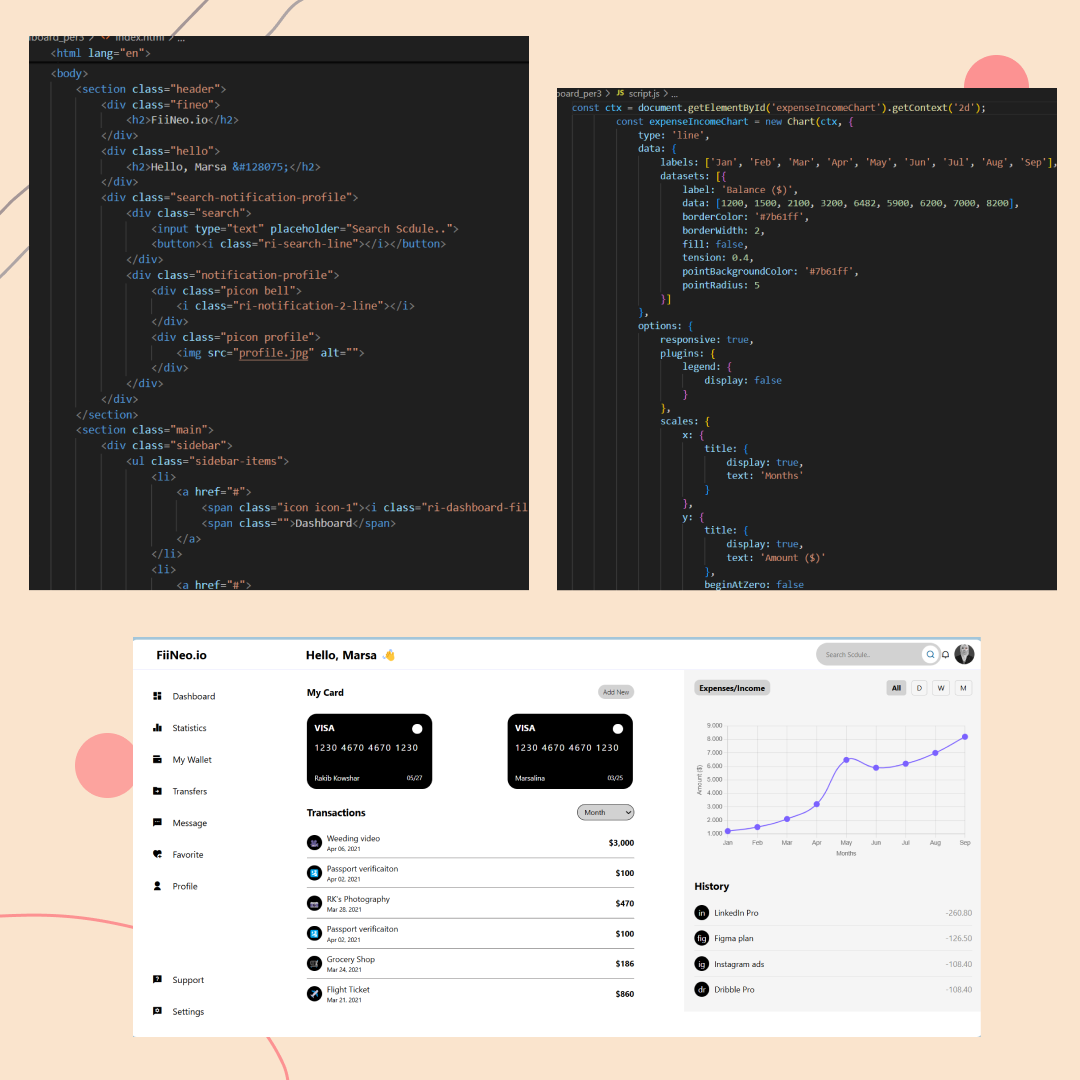 board_per3 > <> index.html > ...
<html lang="en">
<body>
<section class="header">
<div class="fineo">
<h2>FiiNeo.io</h2>
</div>
<div class="hello">
<h2>Hello, Marsa &#128075;</h2>
</div>
<div class="search-notification-profile">
<div class="search">
<input type="text" placeholder="Search Scdule..">
<button><i class="ri-search-line"></i></button>
</div>
<div class="notification-profile">
<div class="picon bell">
<i class="ri-notification-2-line"></i>
</div>
<div class="picon profile">
<img src="profile.jpg" alt="">
</div>
</div>
</div>
</section>
<section class="main">
<div class="sidebar">
<ul class="sidebar-items">
<li>
<a href="#">
<span class="icon icon-1"><i class="ri-dashboard-fil
<span class="">Dashboard</span>
</a>
</li>
<li>
<a href="#">
board_per3 > JS script.js > ...
const ctx = document.getElementById('expenseIncomeChart').getContext('2d');
const expenseIncomeChart = new Chart(ctx, {
type: 'line',
data: {
labels: ['Jan', 'Feb', 'Mar', 'Apr', 'May', 'Jun', 'Jul', 'Aug', 'Sep'],
datasets: [{
label: 'Balance ($)',
data: [1200, 1500, 2100, 3200, 6482, 5900, 6200, 7000, 8200],
borderColor: '#7b61ff',
borderWidth: 2,
fill: false,
tension: 0.4,
pointBackgroundColor: '#7b61ff',
pointRadius: 5
}]
},
options: {
responsive: true,
plugins: {
legend: {
display: false
}
},
scales: {
x: {
title: {
display: true,
text: 'Months'
}
},
y: {
title: {
display: true,
text: 'Amount ($)'
},
beginAtZero: false
FiiNeo.io
Hello, Marsa 👋
Search Scdule..
Dashboard
Statistics
My Wallet
Transfers
Message
Favorite
Profile
Support
Settings
My Card
Add New
VISA
1230 4670 4670 1230
Rakib Kowshar 05/27
VISA
1230 4670 4670 1230
Marsalina 03/25
Transactions
Month
Weeding video
Apr 06, 2021
$3,000
Passport verificaiton
Apr 02, 2021
$100
RK's Photography
Mar 28, 2021
$470
Passport verificaiton
Apr 02, 2021
$100
Grocery Shop
Mar 24, 2021
$186
Flight Ticket
Mar 21, 2021
$860
Expenses/Income
All D W M
Amount ($)
9.000
8.000
7.000
6.000
5.000
4.000
3.000
2.000
1.000
Jan Feb Mar Apr May Jun Jul Aug Sep
Months
History
in LinkedIn Pro -260.80
fig Figma plan -126.50
ig Instagram ads -108.40
dr Dribble Pro -108.40